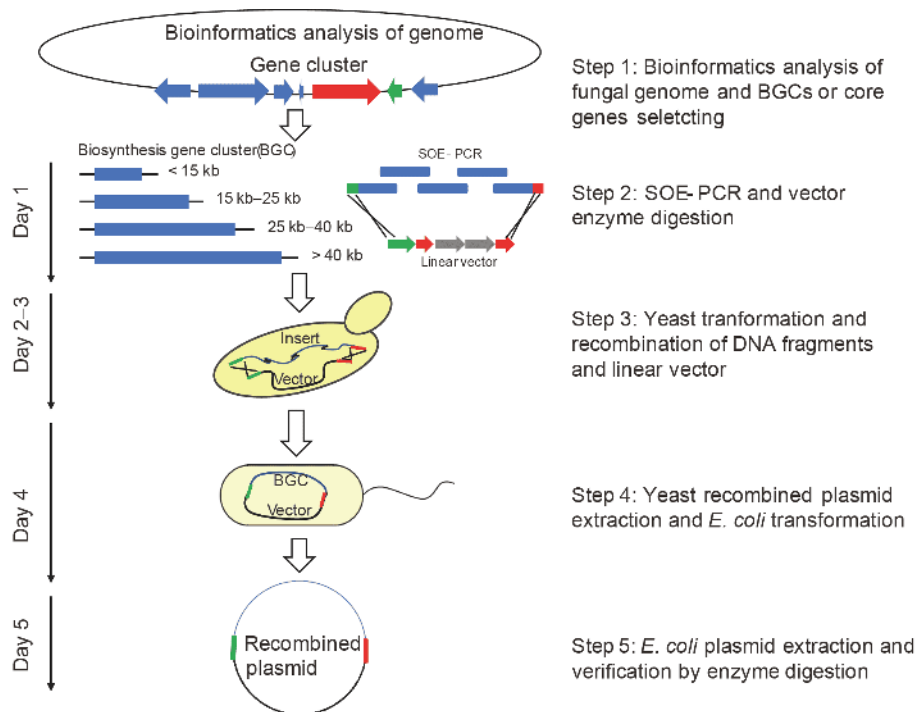 Bioinformatics analysis of genome
Gene cluster
Step 1: Bioinformatics analysis of
fungal genome and BGCs or core
genes seletcting
Day 1
Biosynthesis gene cluster(BGC)
< 15 kb
15 kb–25 kb
25 kb–40 kb
> 40 kb
SOE- PCR
Linear vector
Step 2: SOE- PCR and vector
enzyme digestion
Day 2–3
Insert
Vector
Step 3: Yeast tranformation and
recombination of DNA fragments
and linear vector
Day 4
BGC
Vector
Step 4: Yeast recombined plasmid
extraction and E. coli transformation
Day 5
Recombined
plasmid
Step 5: E. coli plasmid extraction and
verification by enzyme digestion